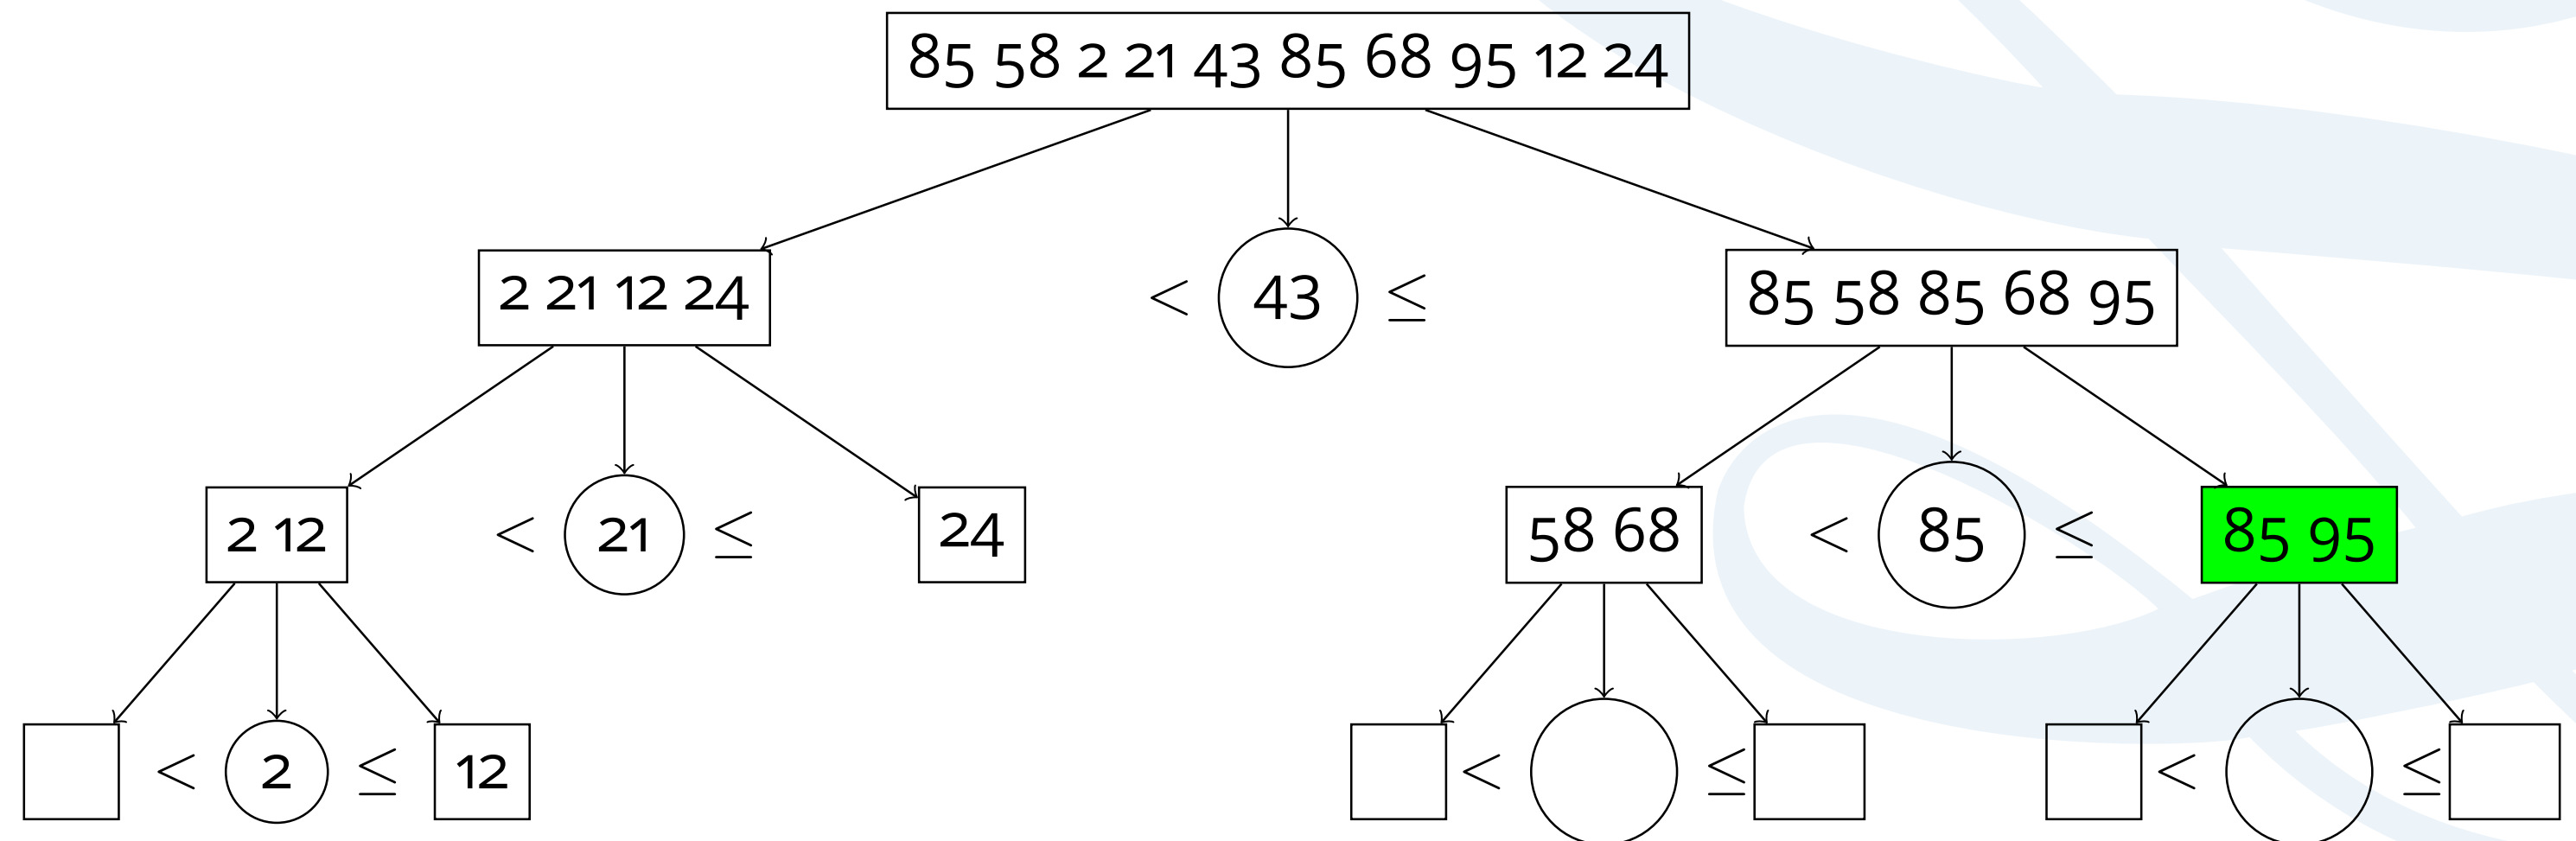 85 58 2 21 43 85 68 95 12 24
2 21 12 24 < 43 ≤ 85 58 85 68 95
2 12 < 21 ≤ 24 58 68 < 85 ≤ 85 95
< 2 ≤ 12 < ≤ < ≤